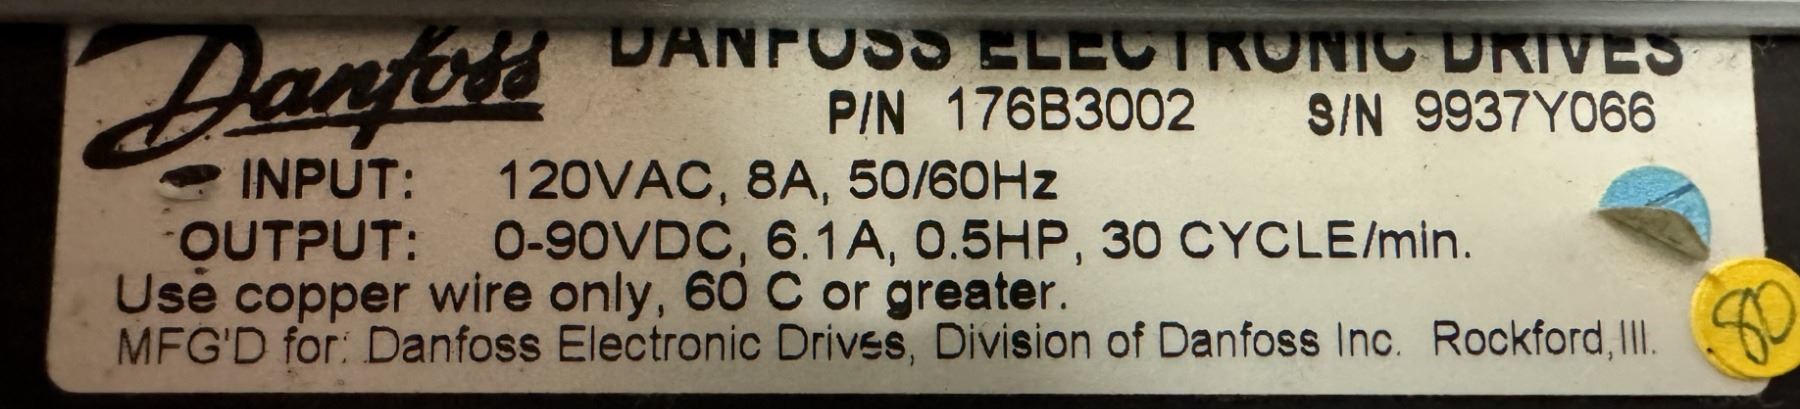 Danfoss DANFOSS ELECTRONIC DRIVES
P/N 176B3002 S/N 9937Y066
INPUT: 120VAC, 8A, 50/60Hz
OUTPUT: 0-90VDC, 6.1A, 0.5HP, 30 CYCLE/min.
Use copper wire only, 60 C or greater.
MFG'D for: Danfoss Electronic Drives, Division of Danfoss Inc. Rockford, Ill.
80